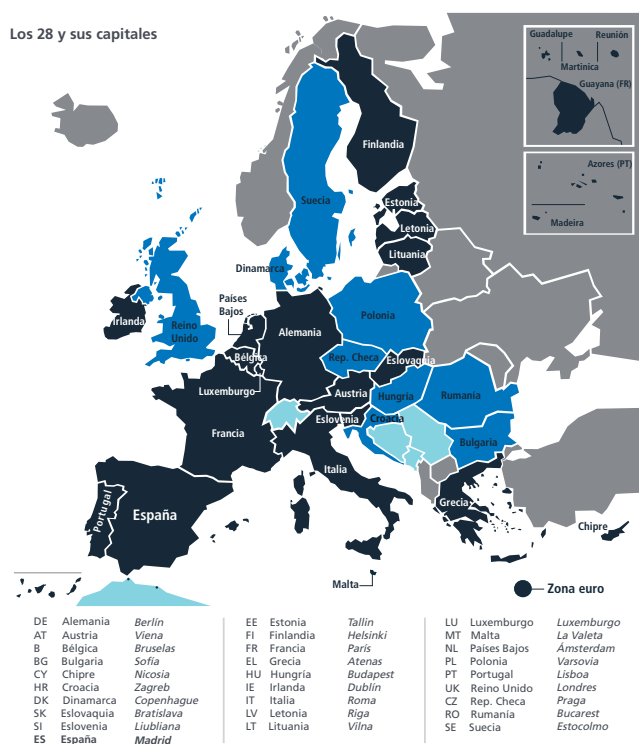 Los 28 y sus capitales
Guadalupe
Reunión
Martinica
Guayana (FR)
Azores (PT)
Madeira
Finlandia
Suecia
Estonia
Letonia
Lituania
Dinamarca
Países
Bajos
Irlanda
Reino
Unido
Alemania
Polonia
Bélgica
Rep. Checa
Eslovaquia
Luxemburgo
Austria
Hungría
Rumanía
Eslovenia
Croacia
Francia
Bulgaria
Italia
Portugal
España
Grecia
Chipre
Malta
Zona euro
DE Alemania Berlín
AT Austria Viena
B Bélgica Bruselas
BG Bulgaria Sofía
CY Chipre Nicosia
HR Croacia Zagreb
DK Dinamarca Copenhague
SK Eslovaquia Bratislava
SI Eslovenia Liubliana
ES España Madrid
EE Estonia Tallin
FI Finlandia Helsinki
FR Francia París
EL Grecia Atenas
HU Hungría Budapest
IE Irlanda Dublín
IT Italia Roma
LV Letonia Riga
LT Lituania Vilna
LU Luxemburgo Luxemburgo
MT Malta La Valeta
NL Países Bajos Ámsterdam
PL Polonia Varsovia
PT Portugal Lisboa
UK Reino Unido Londres
CZ Rep. Checa Praga
RO Rumanía Bucarest
SE Suecia Estocolmo